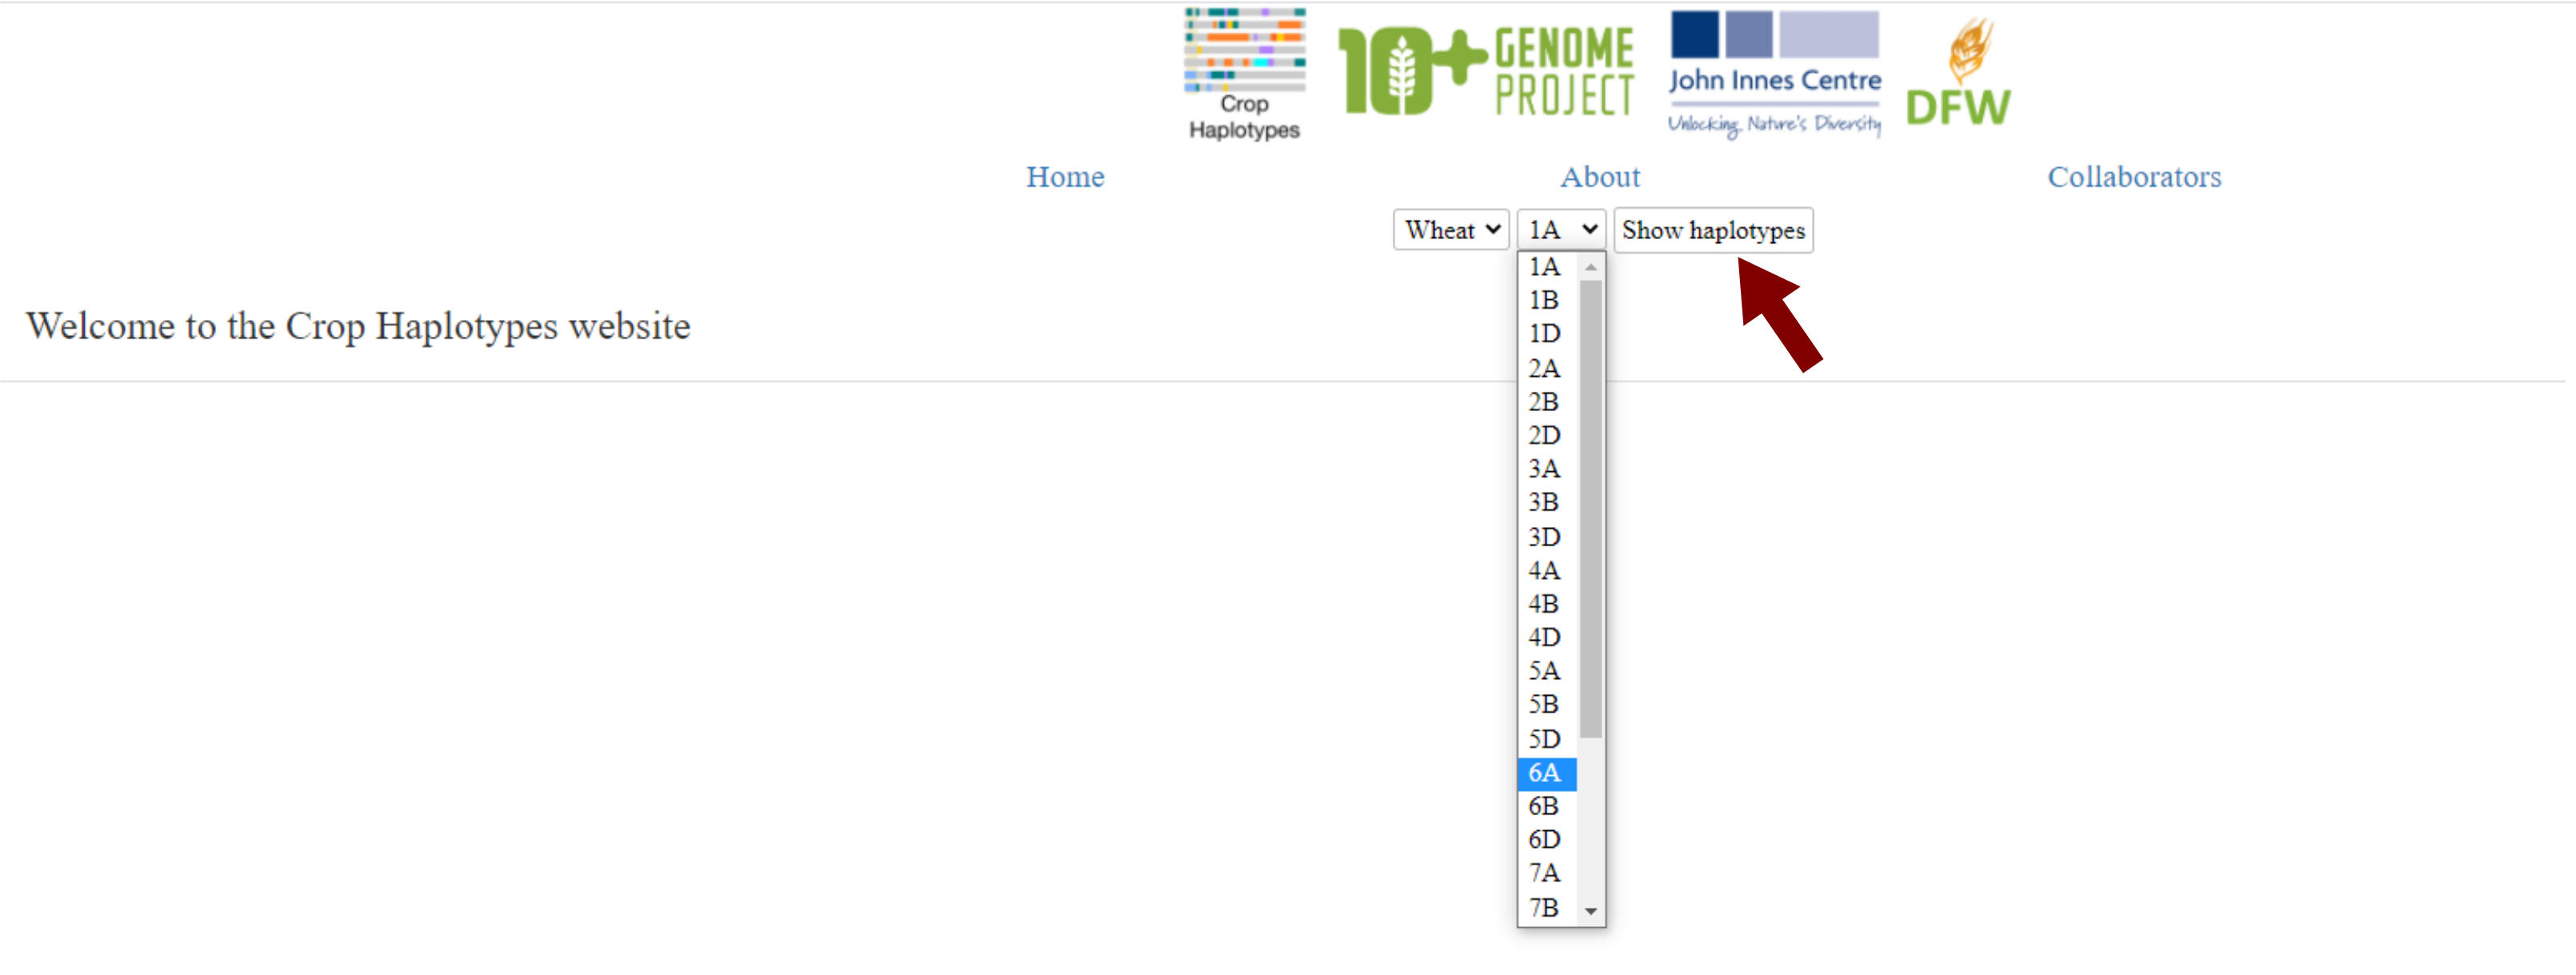 Crop
Haplotypes
10+ GENOME
PROJECT
John Innes Centre
Unlocking Nature's Diversity
DFW
Home About Collaborators
Wheat 1A Show haplotypes
1A
1B
1D
2A
2B
2D
3A
3B
3D
4A
4B
4D
5A
5B
5D
6A
6B
6D
7A
7B
Welcome to the Crop Haplotypes website